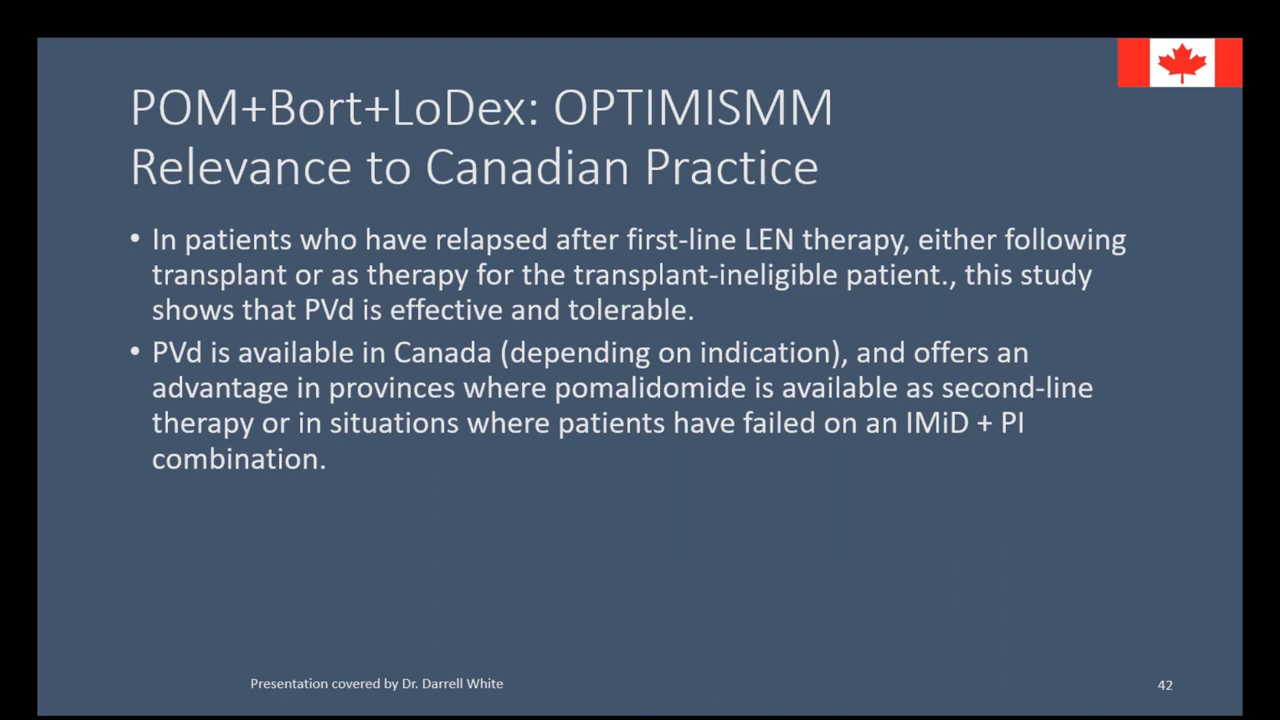 POM+Bort+LoDex: OPTIMISMM
Relevance to Canadian Practice
• In patients who have relapsed after first-line LEN therapy, either following
transplant or as therapy for the transplant-ineligible patient., this study
shows that PVd is effective and tolerable.
• PVd is available in Canada (depending on indication), and offers an
advantage in provinces where pomalidomide is available as second-line
therapy or in situations where patients have failed on an IMiD + PI
combination.
Presentation covered by Dr. Darrell White
42